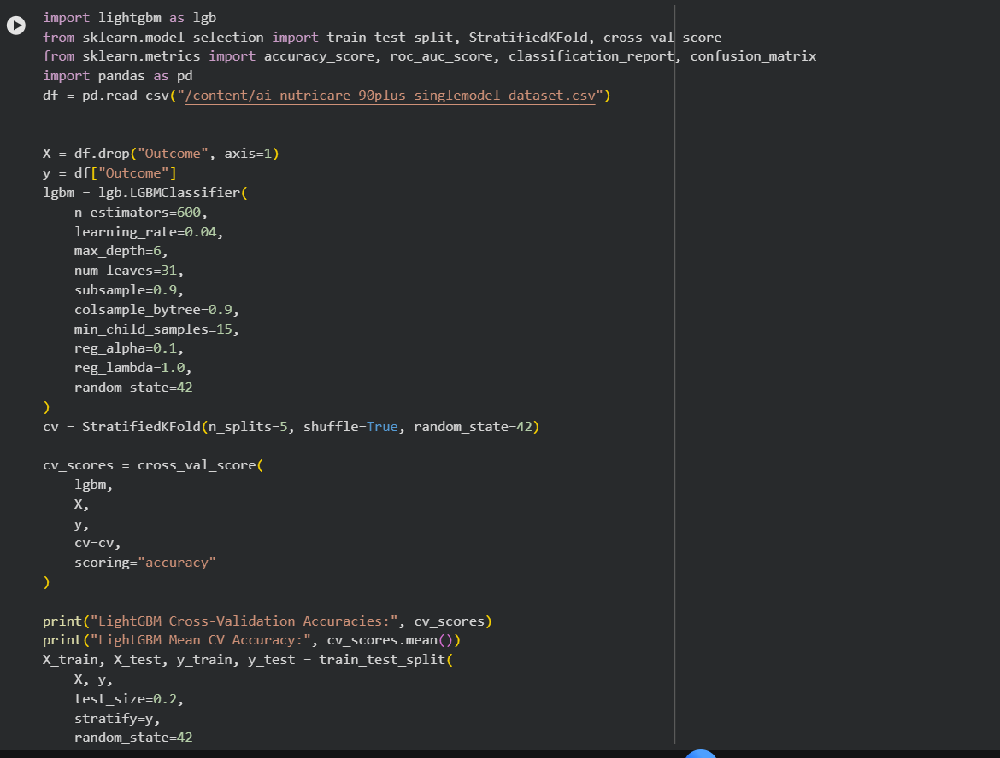 import lightgbm as lgb
from sklearn.model_selection import train_test_split, StratifiedKFold, cross_val_score
from sklearn.metrics import accuracy_score, roc_auc_score, classification_report, confusion_matrix
import pandas as pd
df = pd.read_csv("/content/ai_nutricare_90plus_singlemodel_dataset.csv")
X = df.drop("Outcome", axis=1)
y = df["Outcome"]
lgbm = lgb.LGBMClassifier(
    n_estimators=600,
    learning_rate=0.04,
    max_depth=6,
    num_leaves=31,
    subsample=0.9,
    colsample_bytree=0.9,
    min_child_samples=15,
    reg_alpha=0.1,
    reg_lambda=1.0,
    random_state=42
)
cv = StratifiedKFold(n_splits=5, shuffle=True, random_state=42)
cv_scores = cross_val_score(
    lgbm,
    X,
    y,
    cv=cv,
    scoring="accuracy"
)
print("LightGBM Cross-Validation Accuracies:", cv_scores)
print("LightGBM Mean CV Accuracy:", cv_scores.mean())
X_train, X_test, y_train, y_test = train_test_split(
    X, y,
    test_size=0.2,
    stratify=y,
    random_state=42